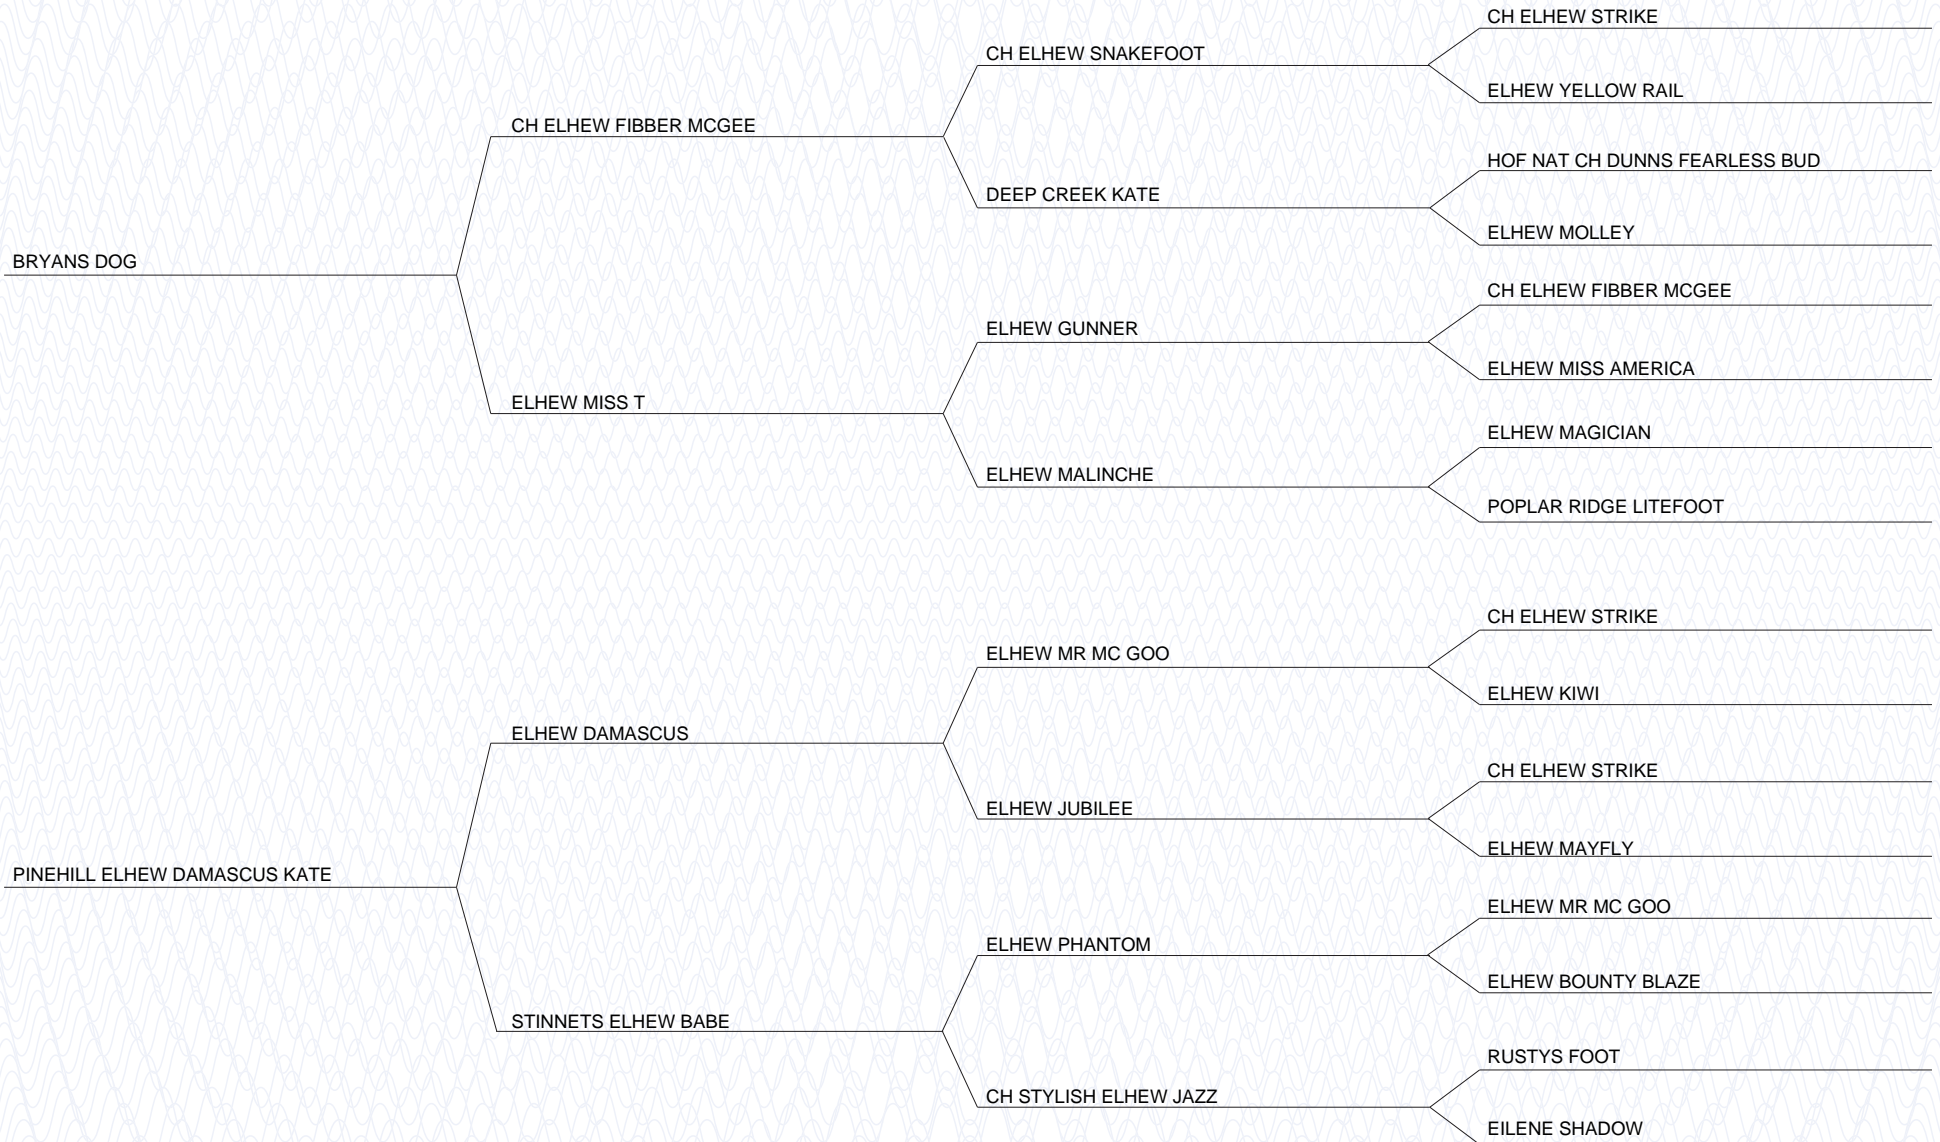 CH ELHEW STRIKE
CH ELHEW SNAKEFOOT
ELHEW YELLOW RAIL
CH ELHEW FIBBER MCGEE
HOF NAT CH DUNNS FEARLESS BUD
DEEP CREEK KATE
ELHEW MOLLEY
BRYANS DOG
CH ELHEW FIBBER MCGEE
ELHEW GUNNER
ELHEW MISS AMERICA
ELHEW MISS T
ELHEW MAGICIAN
ELHEW MALINCHE
POPLAR RIDGE LITEFOOT
CH ELHEW STRIKE
ELHEW MR MC GOO
ELHEW KIWI
ELHEW DAMASCUS
CH ELHEW STRIKE
ELHEW JUBILEE
ELHEW MAYFLY
PINEHILL ELHEW DAMASCUS KATE
ELHEW MR MC GOO
ELHEW PHANTOM
ELHEW BOUNTY BLAZE
STINNETS ELHEW BABE
RUSTYS FOOT
CH STYLISH ELHEW JAZZ
EILENE SHADOW